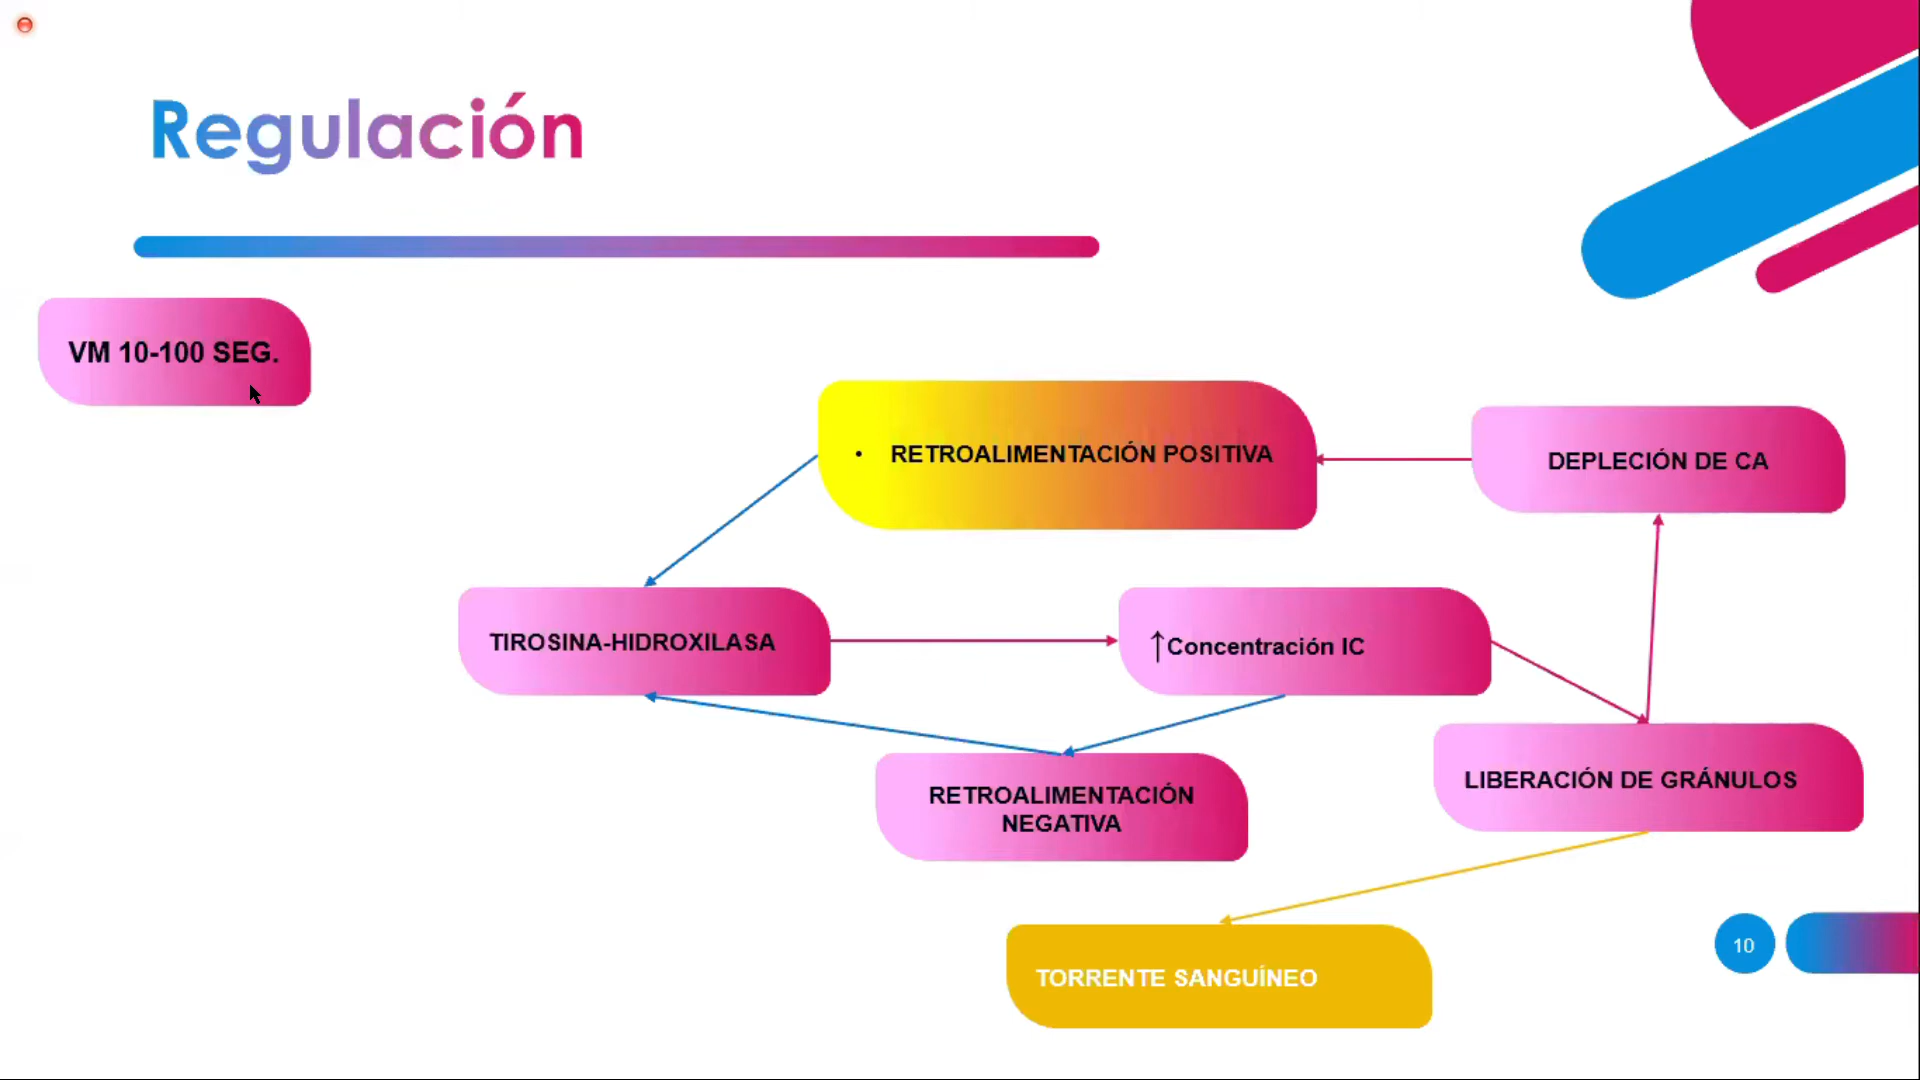 Regulación
VM 10-100 SEG.
• RETROALIMENTACIÓN POSITIVA
DEPLECIÓN DE CA
TIROSINA-HIDROXILASA
↑Concentración IC
RETROALIMENTACIÓN
NEGATIVA
LIBERACIÓN DE GRÁNULOS
TORRENTE SANGUÍNEO
10